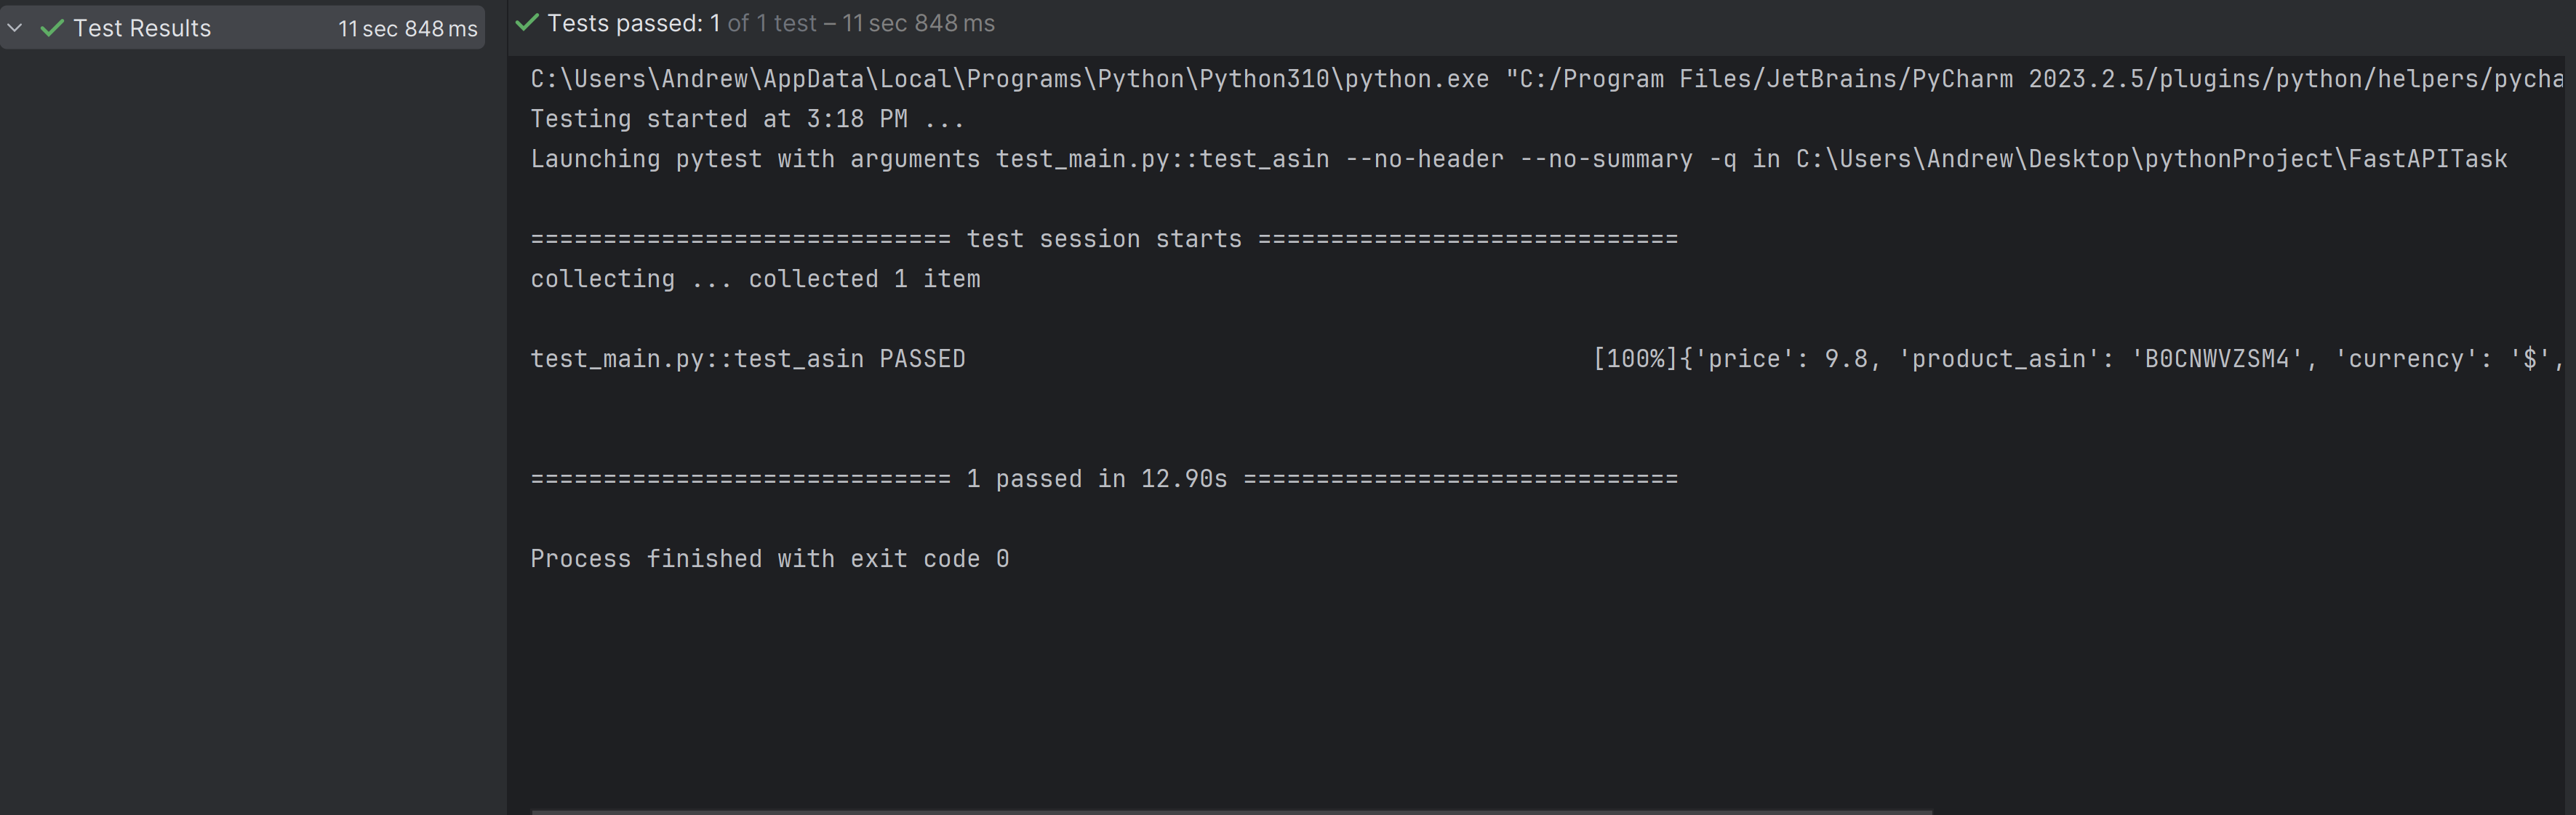 Test Results 11 sec 848 ms
Tests passed: 1 of 1 test – 11 sec 848 ms
C:\Users\Andrew\AppData\Local\Programs\Python\Python310\python.exe "C:/Program Files/JetBrains/PyCharm 2023.2.5/plugins/python/helpers/pycha
Testing started at 3:18 PM ...
Launching pytest with arguments test_main.py::test_asin --no-header --no-summary -q in C:\Users\Andrew\Desktop\pythonProject\FastAPITask
============================= test session starts =============================
collecting ... collected 1 item
test_main.py::test_asin PASSED                                           [100%]{'price': 9.8, 'product_asin': 'B0CNWVZSM4', 'currency': '$',
============================= 1 passed in 12.90s ==============================
Process finished with exit code 0